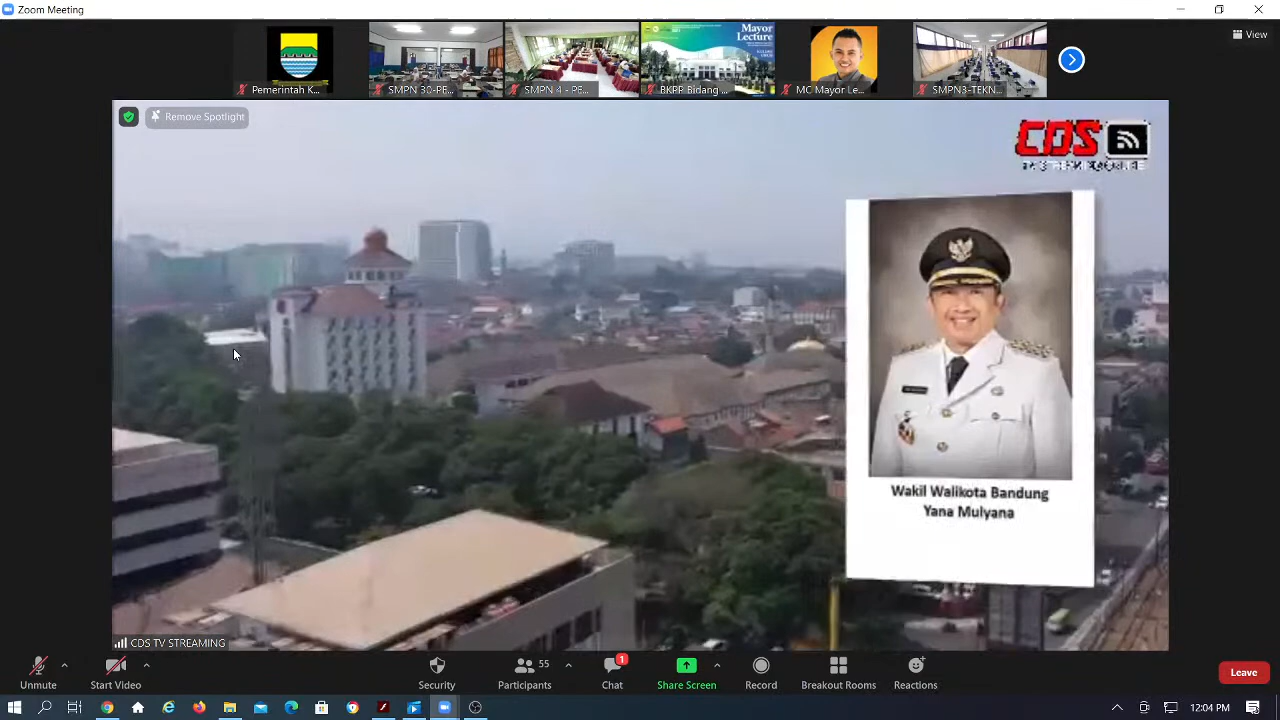 Zoom Meeting
View
Pemerintah K...
SMPN 30-PE...
SMPN 4 - PE...
Mayor
Lecture
BKPP Bidang ...
MC Mayor Le...
SMPN3-TEKN...
Remove Spotlight
CDS
Wakil Walikota Bandung
Yana Mulyana
CDS TV STREAMING
Unmute
Start Video
Security
Participants
55
Chat
1
Share Screen
Record
Breakout Rooms
Reactions
Leave
12:04 PM